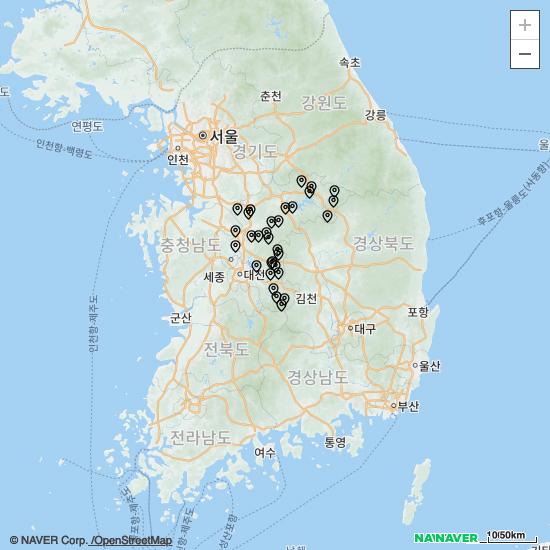 +
−
속초
도
춘천
강원도
연평도
서울
강릉
인천항-백령도
인천
경기도
울
후포항-울릉도(사동항)
충청남도
경상북도
세종
대전
김천
인천항-제주도
군산
포항
대구
전북도
울산
경상남도
부산
전라남도
여수
통영
© NAVER Corp. /OpenStreetMap
NA!NAVER
10/50km